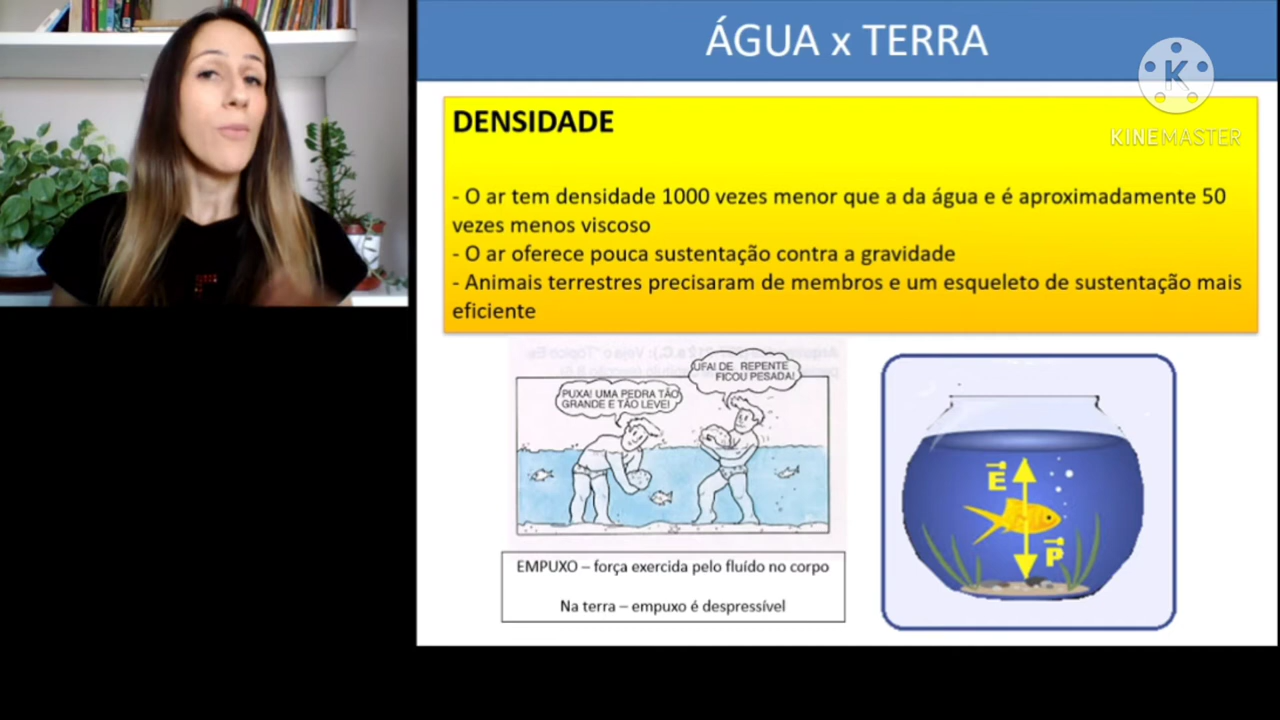 ÁGUA x TERRA
K
KINEMASTER
DENSIDADE
- O ar tem densidade 1000 vezes menor que a da água e é aproximadamente 50
vezes menos viscoso
- O ar oferece pouca sustentação contra a gravidade
- Animais terrestres precisaram de membros e um esqueleto de sustentação mais
eficiente
PUXA! UMA PEDRA TÃO
GRANDE E TÃO LEVE!
UFA! DE REPENTE
FICOU PESADA!
E
P
EMPUXO – força exercida pelo fluído no corpo
Na terra – empuxo é despressível